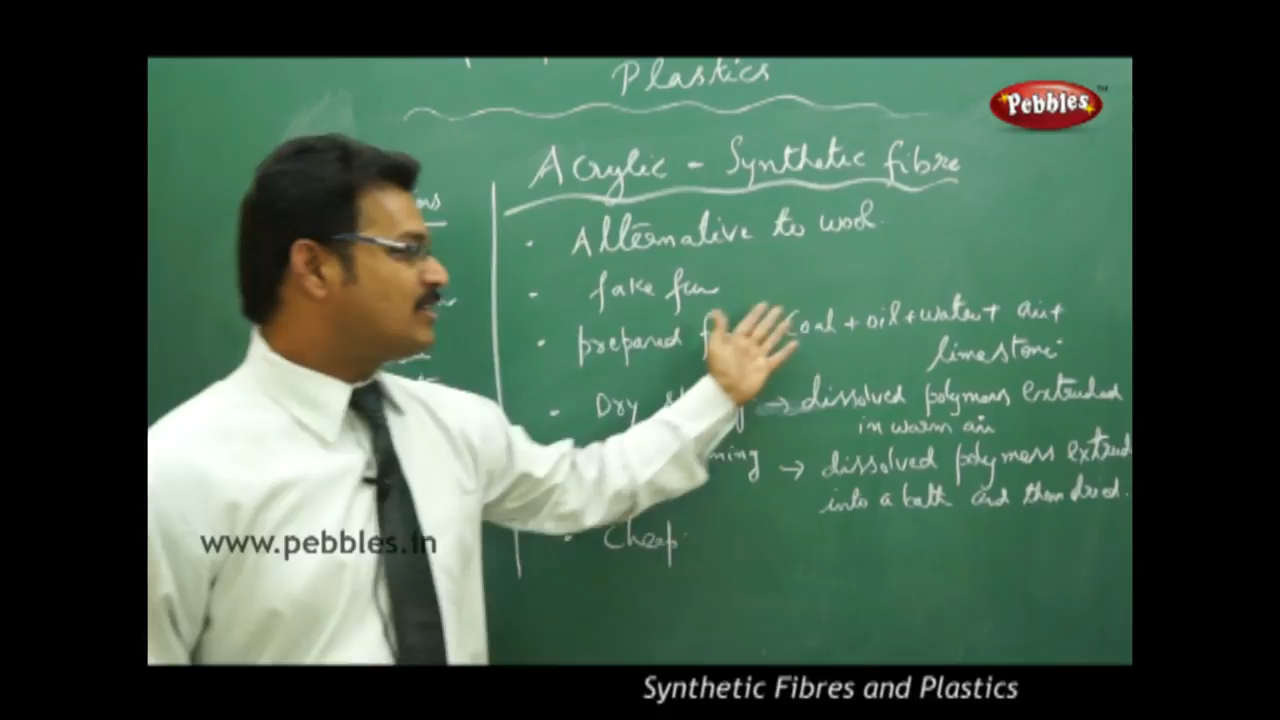 Plastics
Pebbles™
Acrylic - Synthetic fibre
• Alternative to wool.
- fake fur
• prepared Coal + oil + water + air +
limestone
• Dry → dissolved polymers extruded
in warm air
ning → dissolved polymers extrud
into a bath and then dried.
• Cheap.
www.pebbles.in
Synthetic Fibres and Plastics